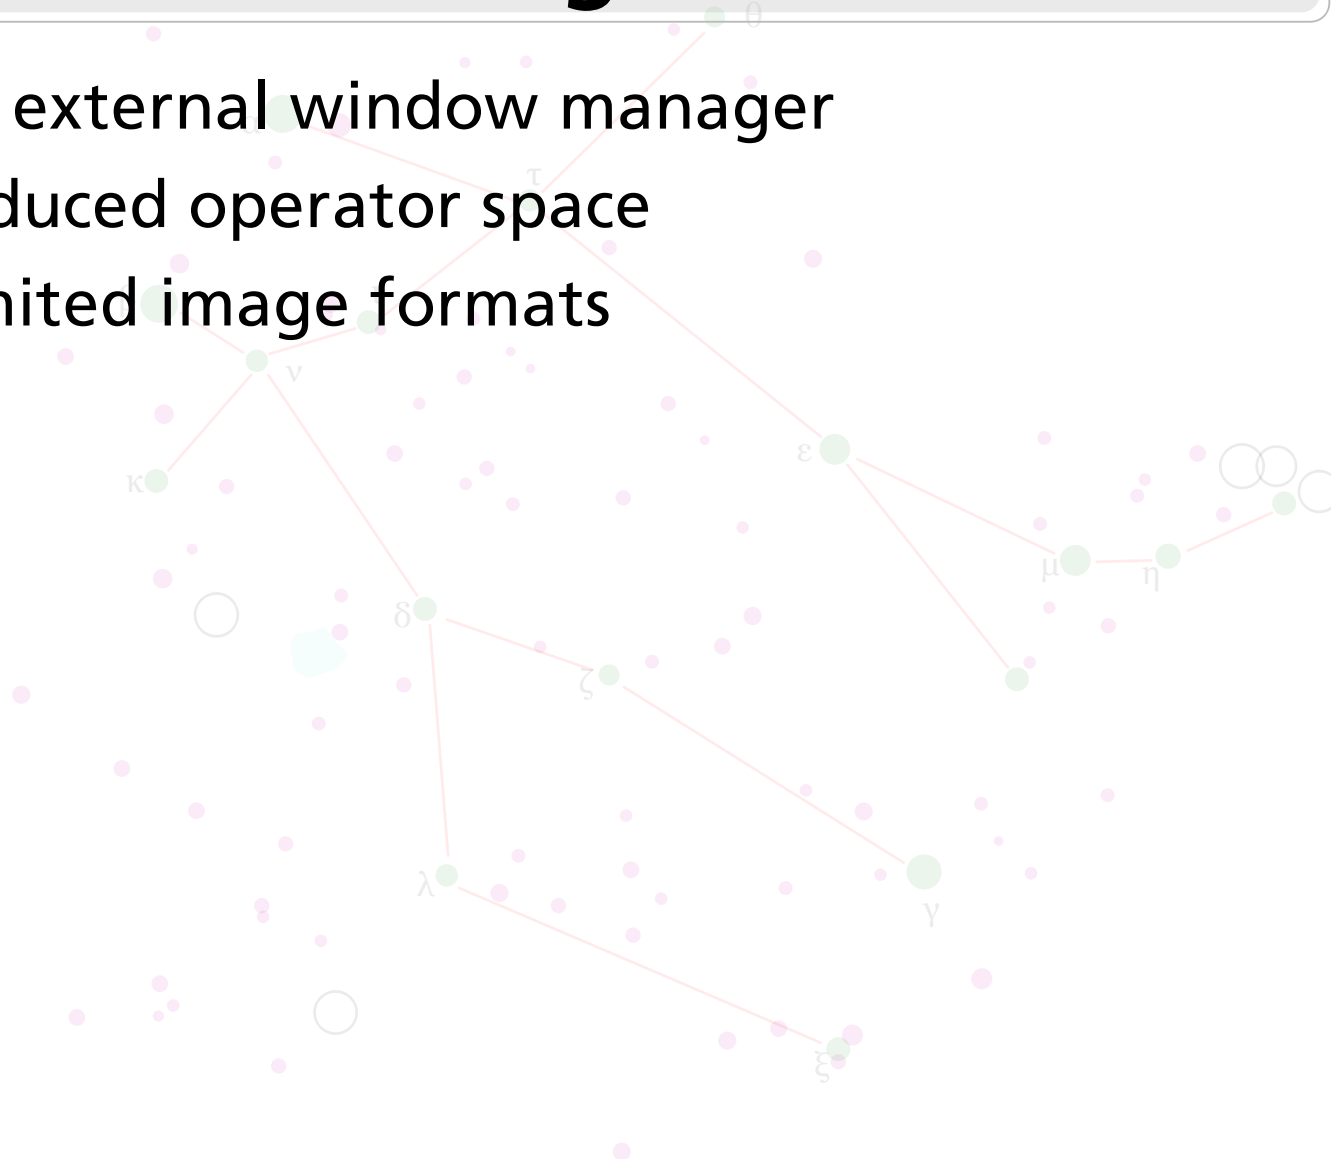 θ
external window manager
α
τ
duced operator space
nited image formats
ν
ε
κ
μ
η
δ
ζ
λ
γ
ξ